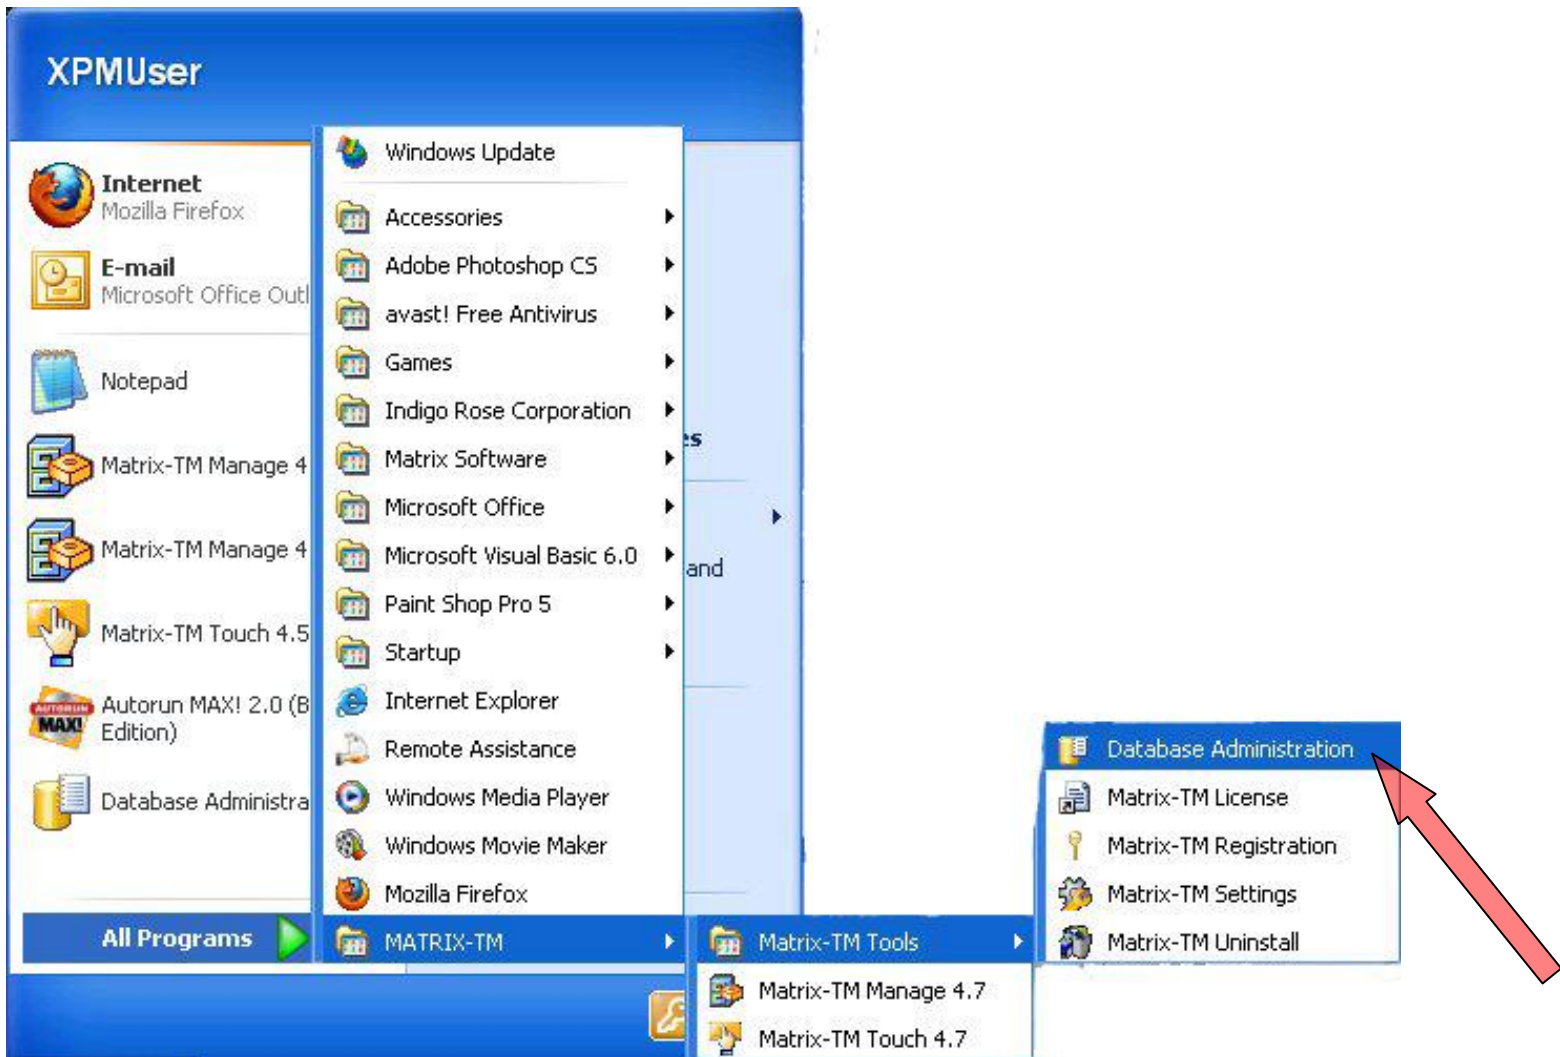 XPMUser
Internet
Mozilla Firefox
E-mail
Microsoft Office Outl
Notepad
Matrix-TM Manage 4
Matrix-TM Manage 4
Matrix-TM Touch 4.5
AUTORUN
MAX!
Autorun MAX! 2.0 (B
Edition)
Database Administra
All Programs
Windows Update
Accessories
Adobe Photoshop CS
avast! Free Antivirus
Games
Indigo Rose Corporation
Matrix Software
Microsoft Office
Microsoft Visual Basic 6.0
Paint Shop Pro 5
Startup
Internet Explorer
Remote Assistance
Windows Media Player
Windows Movie Maker
Mozilla Firefox
MATRIX-TM
es
and
Matrix-TM Tools
Matrix-TM Manage 4.7
Matrix-TM Touch 4.7
Database Administration
Matrix-TM License
Matrix-TM Registration
Matrix-TM Settings
Matrix-TM Uninstall